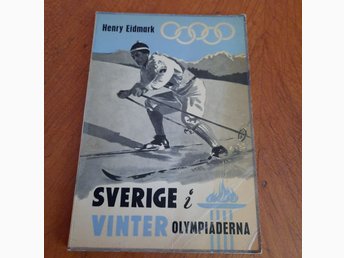 Henry Eidmark
SVERIGE i
VINTER OLYMPIADERNA